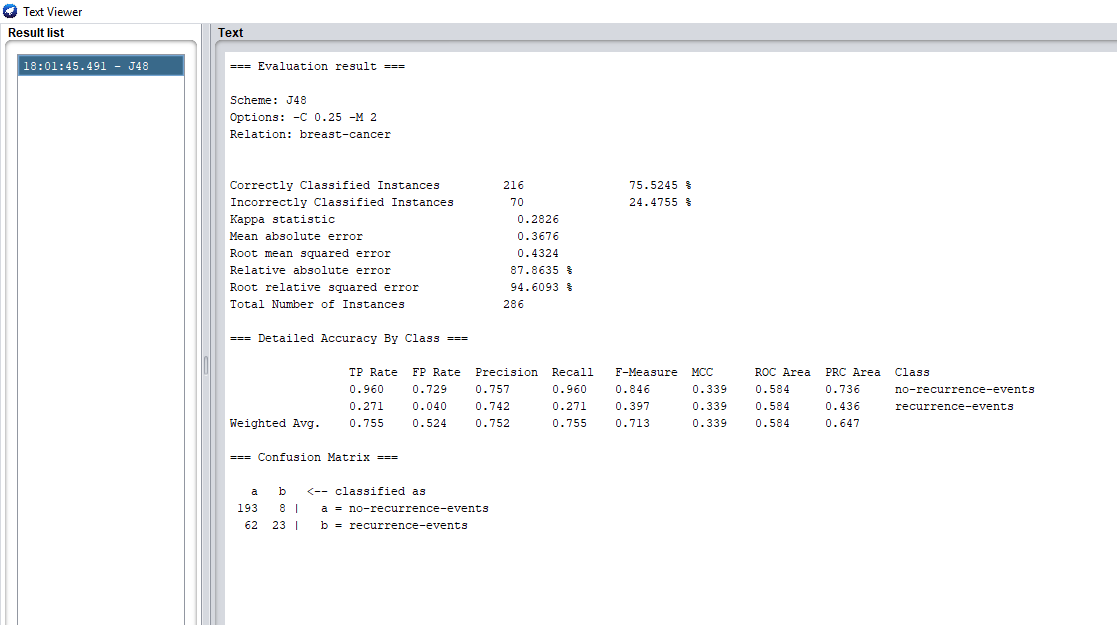 Text Viewer
Result list
Text
18:01:45.491 - J48
=== Evaluation result ===
Scheme: J48
Options: -C 0.25 -M 2
Relation: breast-cancer
Correctly Classified Instances 216 75.5245 %
Incorrectly Classified Instances 70 24.4755 %
Kappa statistic 0.2826
Mean absolute error 0.3676
Root mean squared error 0.4324
Relative absolute error 87.8635 %
Root relative squared error 94.6093 %
Total Number of Instances 286
=== Detailed Accuracy By Class ===
TP Rate FP Rate Precision Recall F-Measure MCC ROC Area PRC Area Class
0.960 0.729 0.757 0.960 0.846 0.339 0.584 0.736 no-recurrence-events
0.271 0.040 0.742 0.271 0.397 0.339 0.584 0.436 recurrence-events
Weighted Avg. 0.755 0.524 0.752 0.755 0.713 0.339 0.584 0.647
=== Confusion Matrix ===
a b <-- classified as
193 8 | a = no-recurrence-events
62 23 | b = recurrence-events